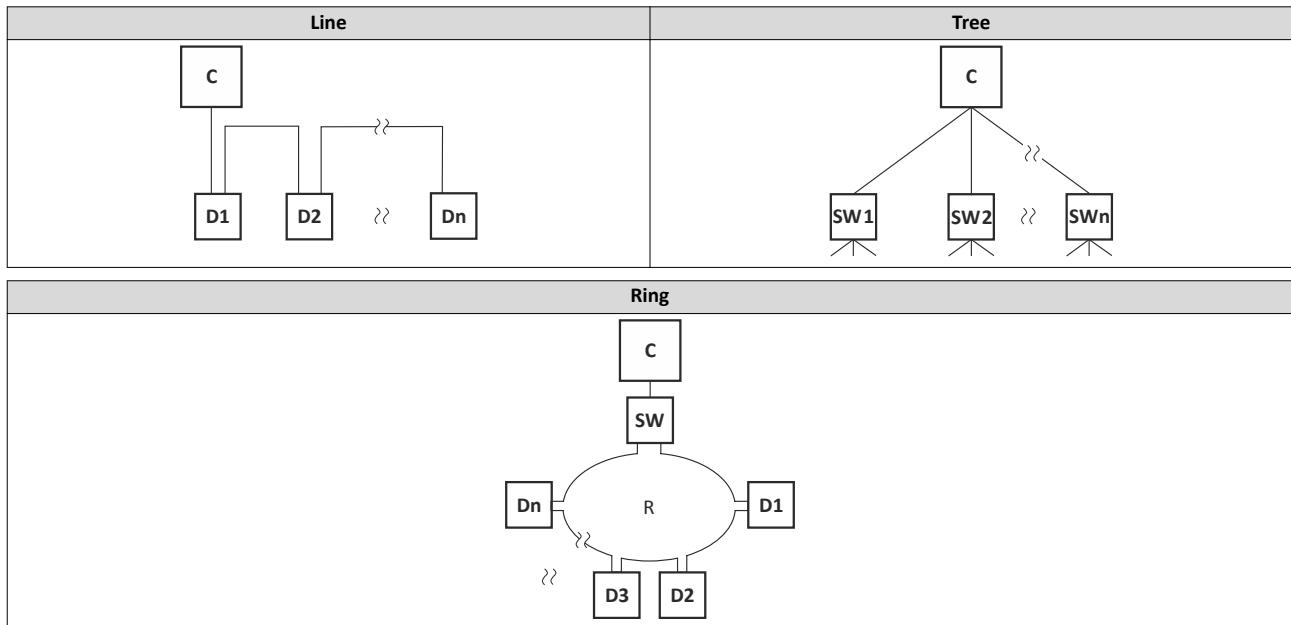 Line
Tree
C
C
D1 D2 Dn
SW1 SW2 SWn
Ring
C
SW
Dn R D1
D3 D2